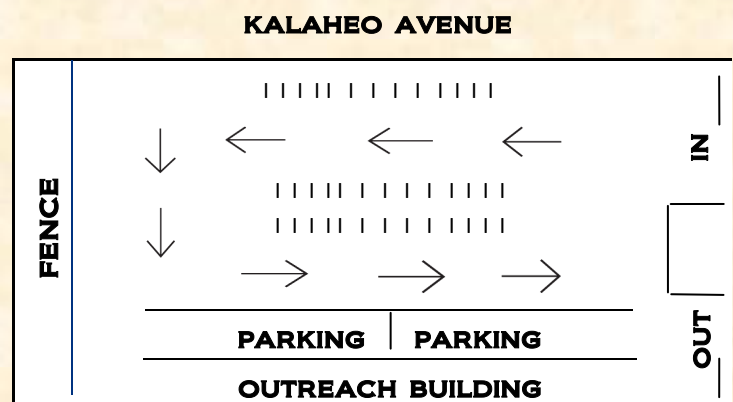 KALAHEO AVENUE
IN
FENCE
OUT
PARKING PARKING
OUTREACH BUILDING